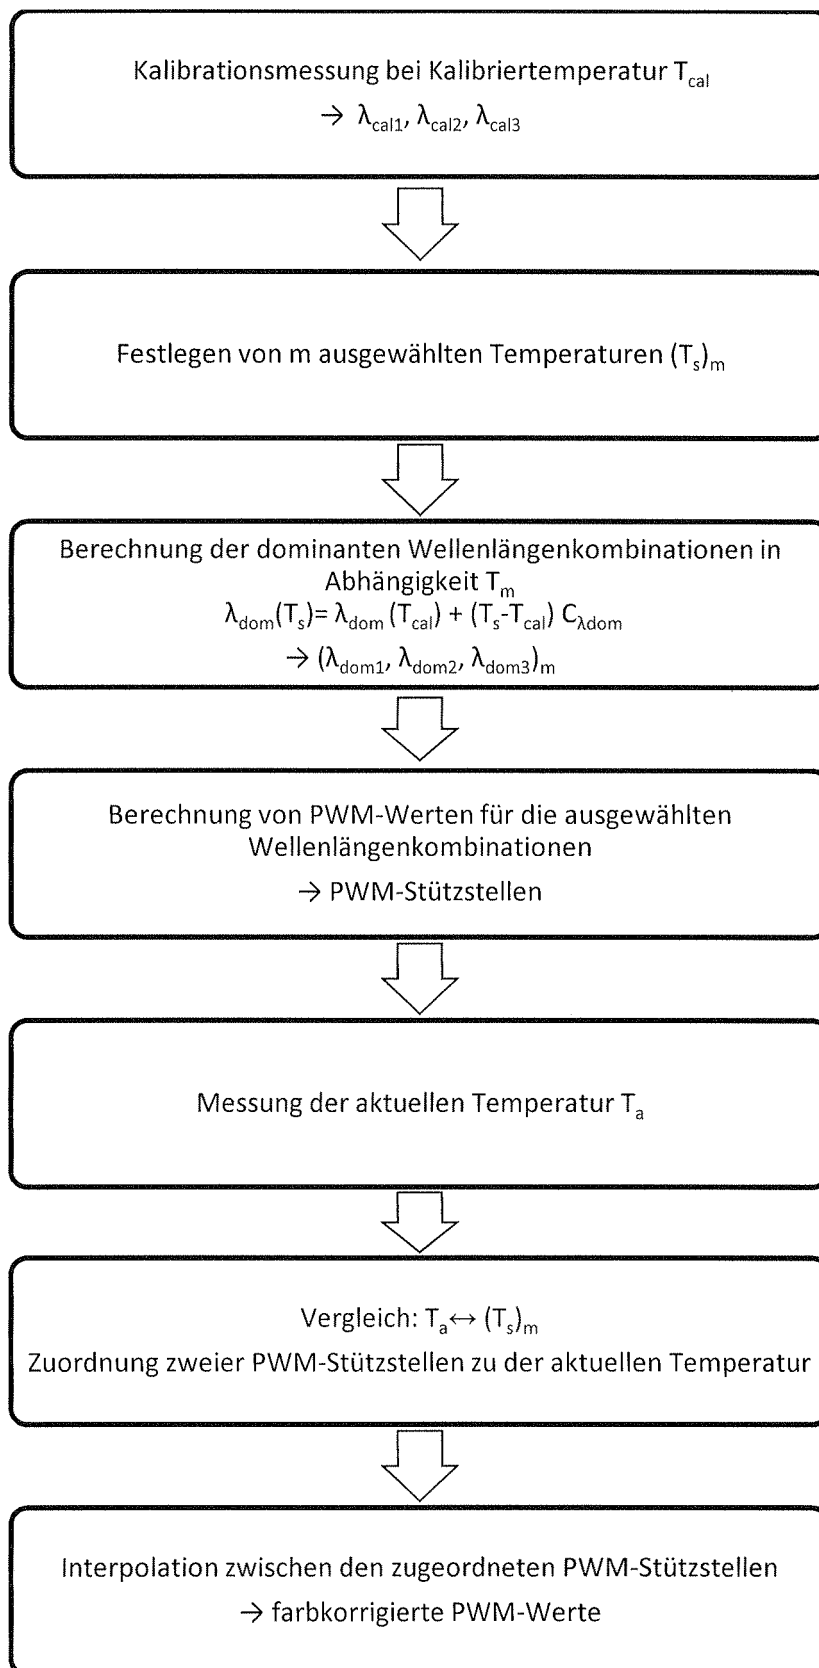 Kalibrationsmessung bei Kalibriertemperatur T_cal
→ λ_cal1, λ_cal2, λ_cal3
Festlegen von m ausgewählten Temperaturen (T_s)_m
Berechnung der dominanten Wellenlängenkombinationen in
Abhängigkeit T_m
λ_dom(T_s)= λ_dom (T_cal) + (T_s-T_cal) C_λdom
→ (λ_dom1, λ_dom2, λ_dom3)_m
Berechnung von PWM-Werten für die ausgewählten
Wellenlängenkombinationen
→ PWM-Stützstellen
Messung der aktuellen Temperatur T_a
Vergleich: T_a↔ (T_s)_m
Zuordnung zweier PWM-Stützstellen zu der aktuellen Temperatur
Interpolation zwischen den zugeordneten PWM-Stützstellen
→ farbkorrigierte PWM-Werte